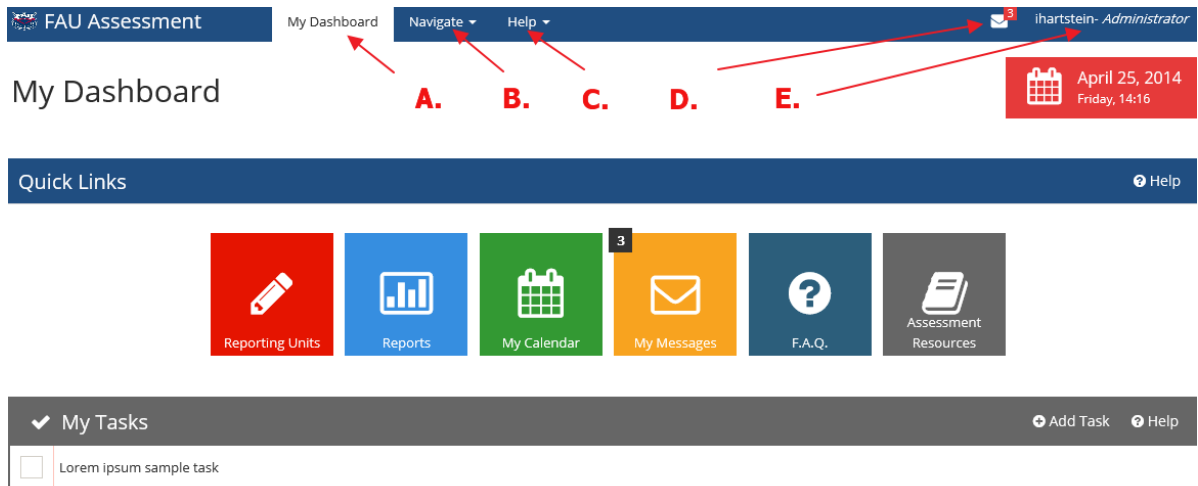 FAU Assessment My Dashboard Navigate Help 3 ihartstein- Administrator
My Dashboard
A. B. C. D. E.
April 25, 2014
Friday, 14:16
Quick Links Help
3
Reporting Units Reports My Calendar My Messages F.A.Q. Assessment Resources
My Tasks Add Task Help
Lorem ipsum sample task